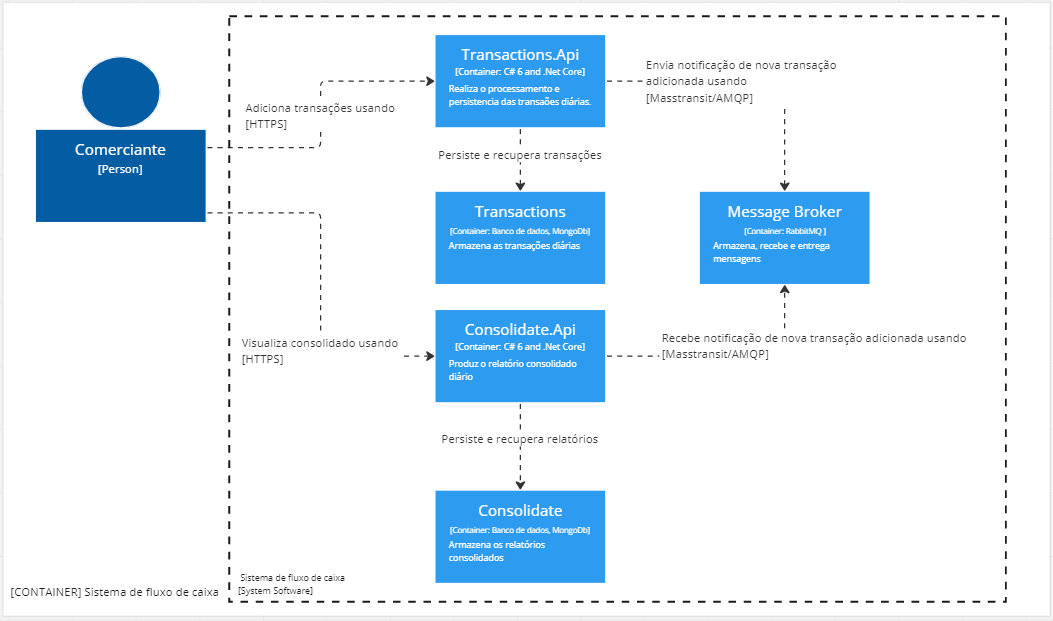 Transactions.Api
[Container: C# 6 and .Net Core]
Realiza o processamento e
persistencia das transaões diárias.
Envia notificação de nova transação
adicionada usando
[Masstransit/AMQP]
Adiciona transações usando
[HTTPS]
Comerciante
[Person]
Persiste e recupera transações
Transactions
[Container: Banco de dados, MongoDb]
Armazena as transações diárias
Message Broker
[Container: RabbitMQ ]
Armazena, recebe e entrega
mensagens
Consolidate.Api
[Container: C# 6 and .Net Core]
Produz o relatório consolidado
diário
Visualiza consolidado usando
[HTTPS]
Recebe notificação de nova transação adicionada usando
[Masstransit/AMQP]
Persiste e recupera relatórios
Consolidate
[Container: Banco de dados, MongoDb]
Armazena os relatórios
consolidados
Sistema de fluxo de caixa
[System Software]
[CONTAINER] Sistema de fluxo de caixa